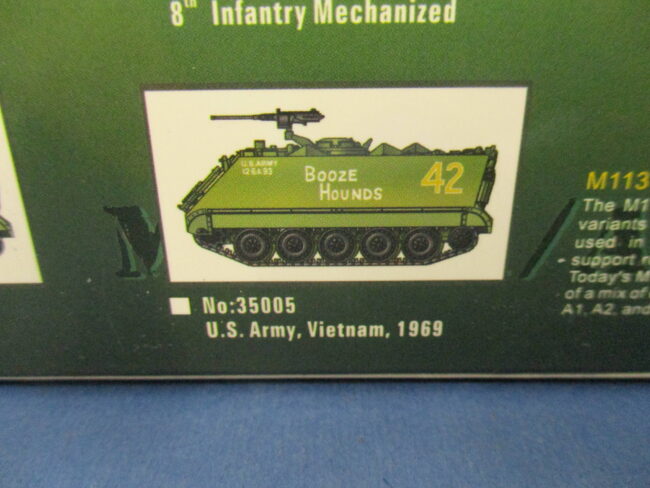 8th Infantry Mechanized
U.S. ARMY
126A93
BOOZE
HOUNDS
42
No:35005
U.S. Army, Vietnam, 1969
M113
The M1
variants
used in
support
Today's M
of a mix of
A1, A2, and